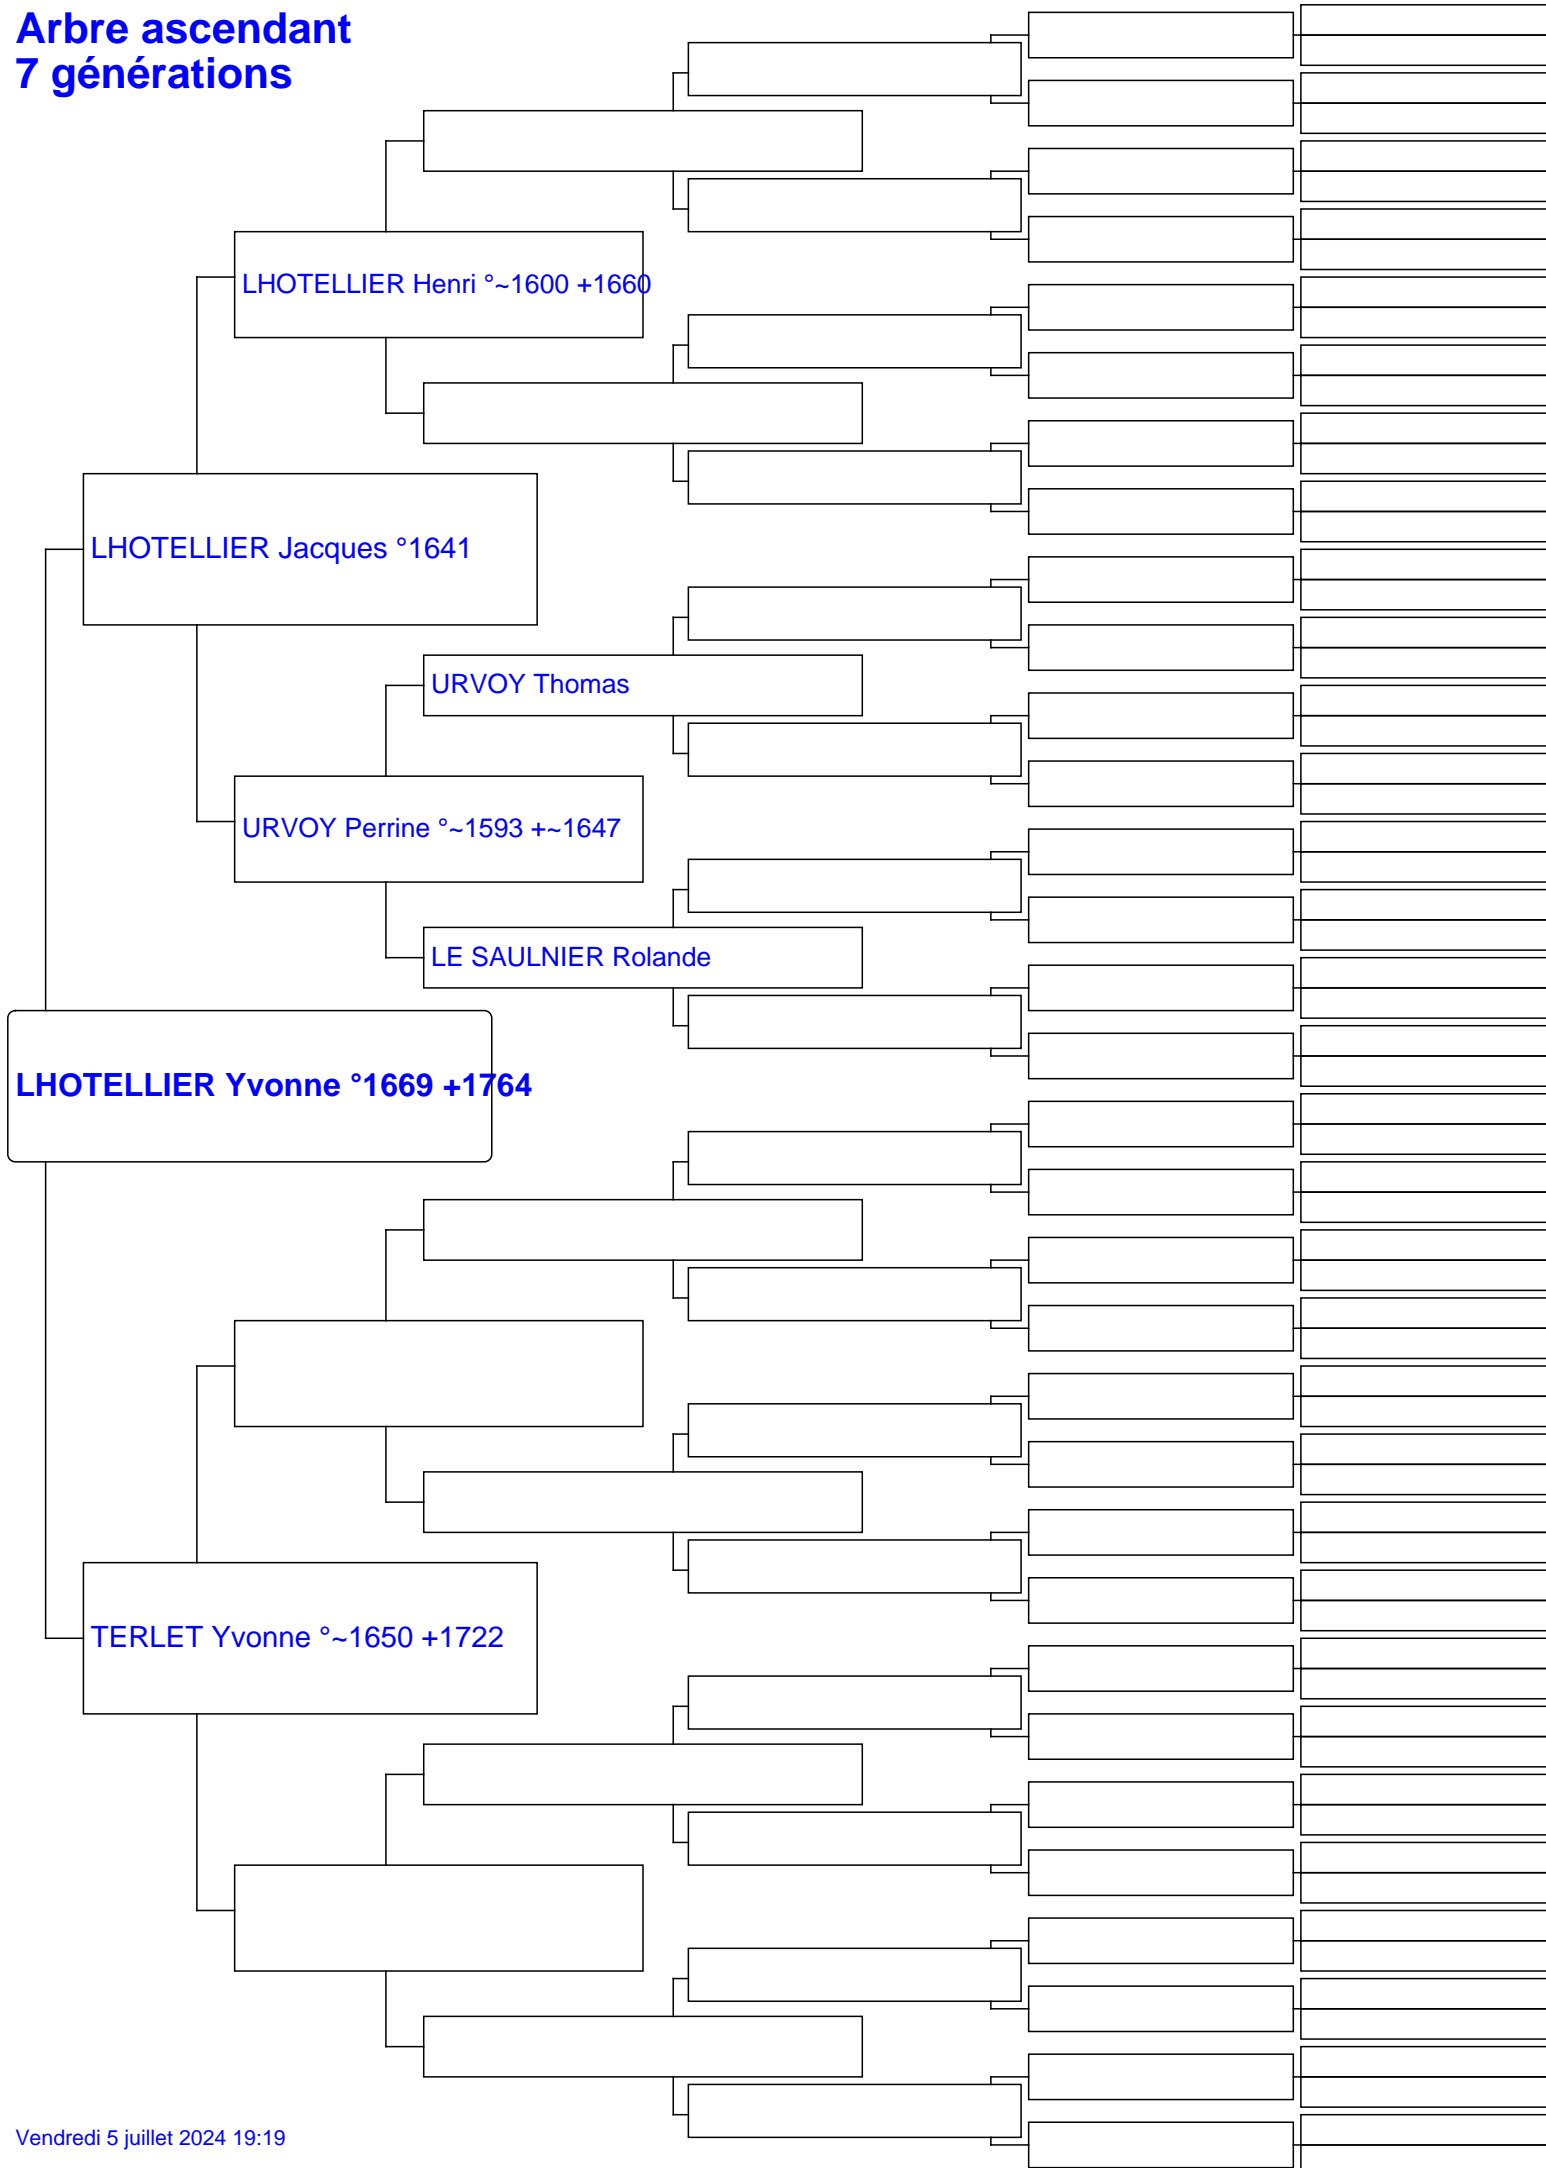 Arbre ascendant
7 générations
LHOTELLIER Henri °~1600 +1660
LHOTELLIER Jacques °1641
URVOY Thomas
URVOY Perrine °~1593 +~1647
LE SAULNIER Rolande
LHOTELLIER Yvonne °1669 +1764
TERLET Yvonne °~1650 +1722
Vendredi 5 juillet 2024 19:19